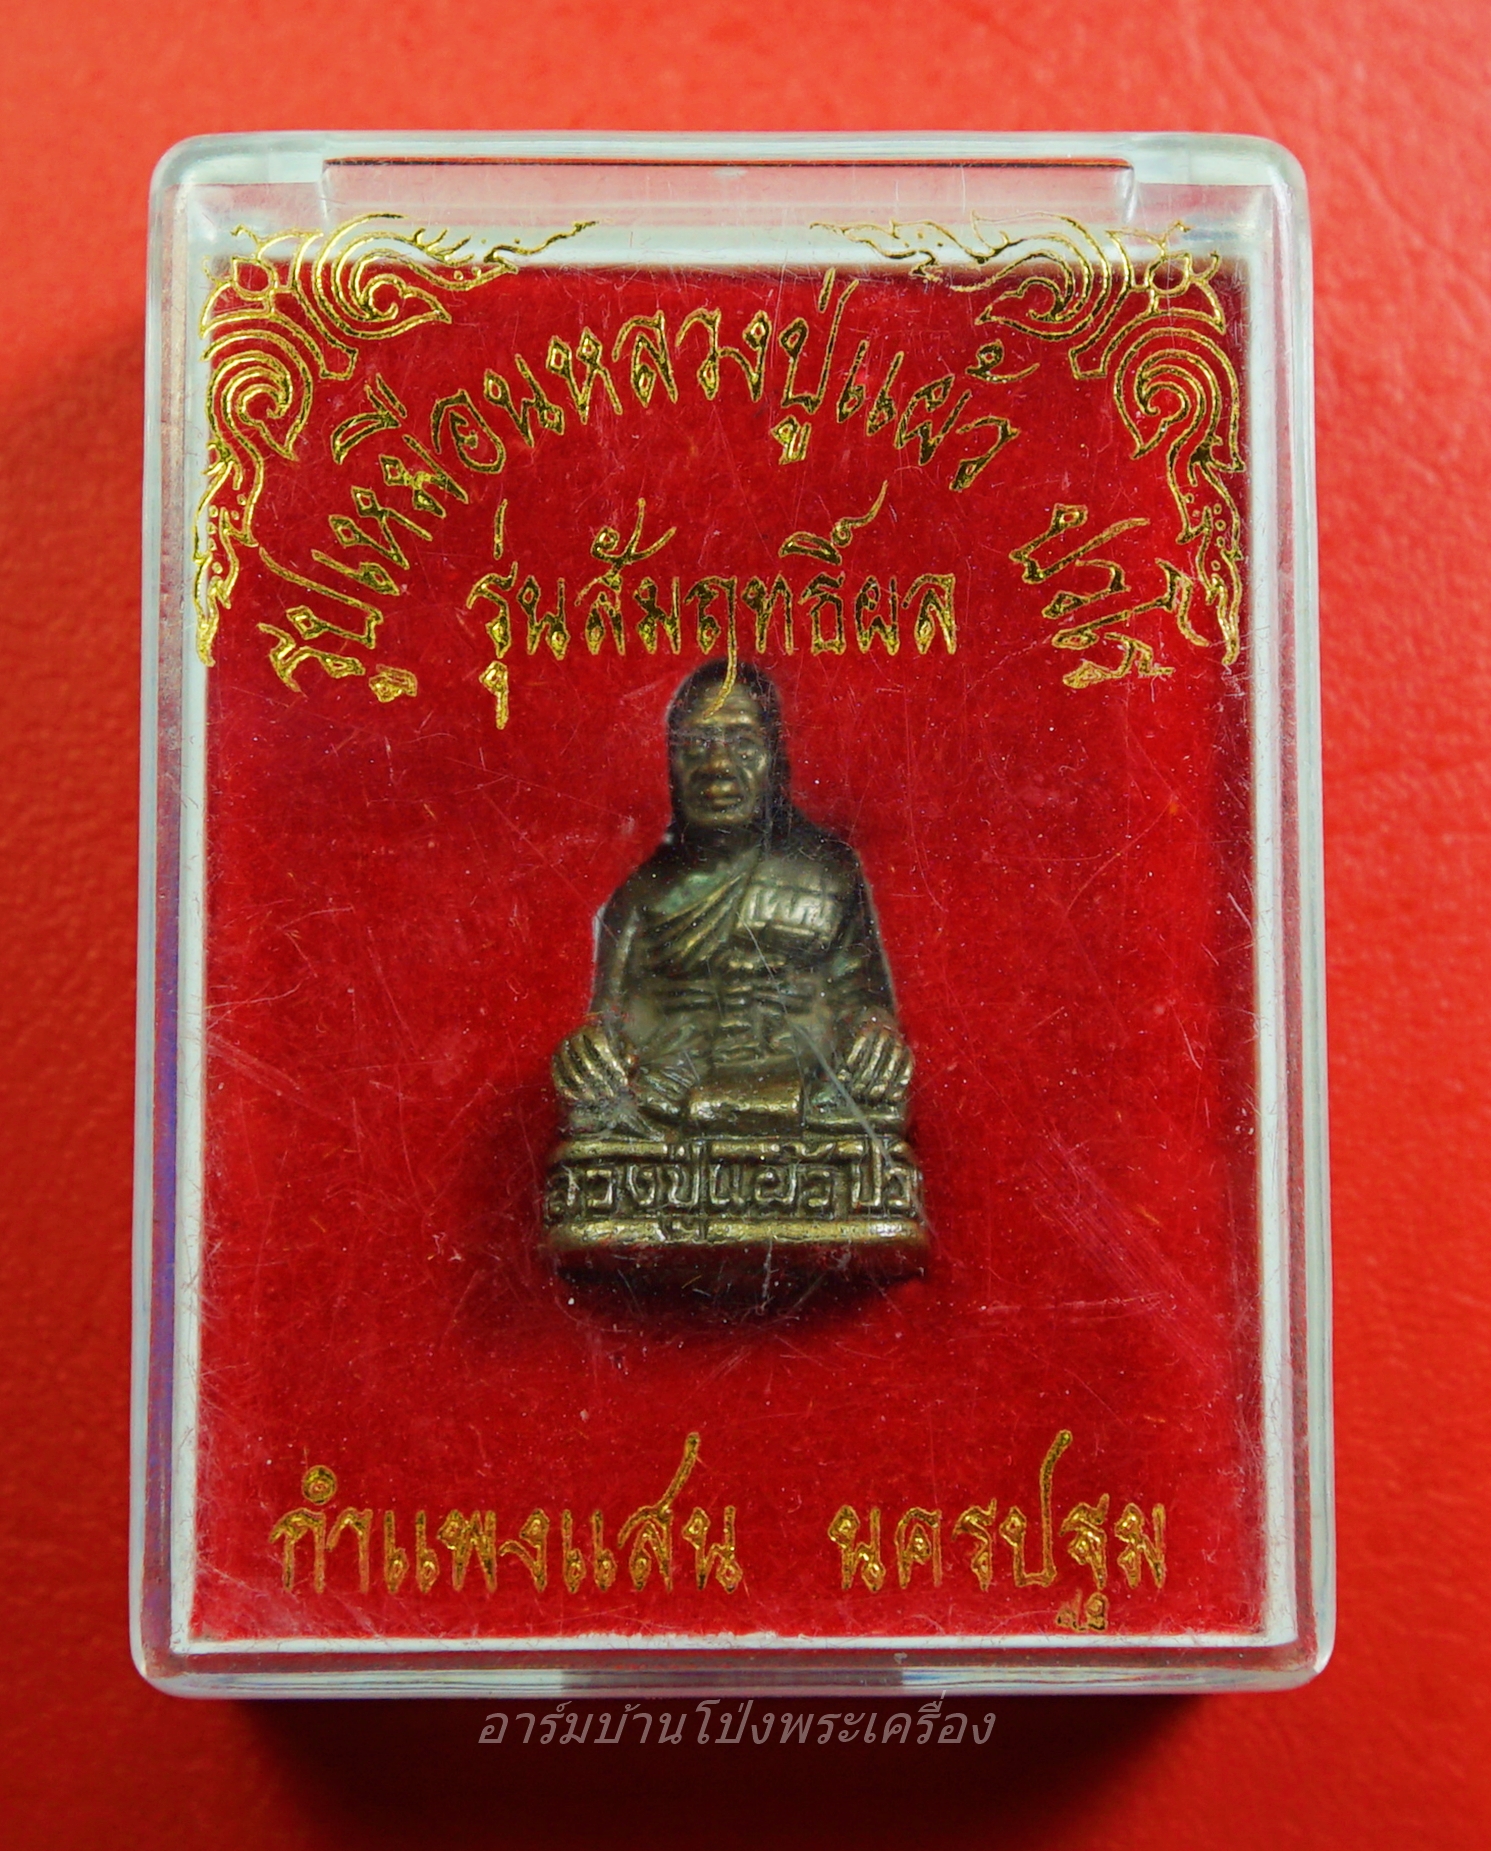 รูปเหมือนหลวงปู่แผ้ว ปวโร
รุ่นสัมฤทธิ์ผล
ลวงปู่แผ้ว ปว
กำแพงแสน นครปฐม
อาร์มบ้านโป่งพระเครื่อง